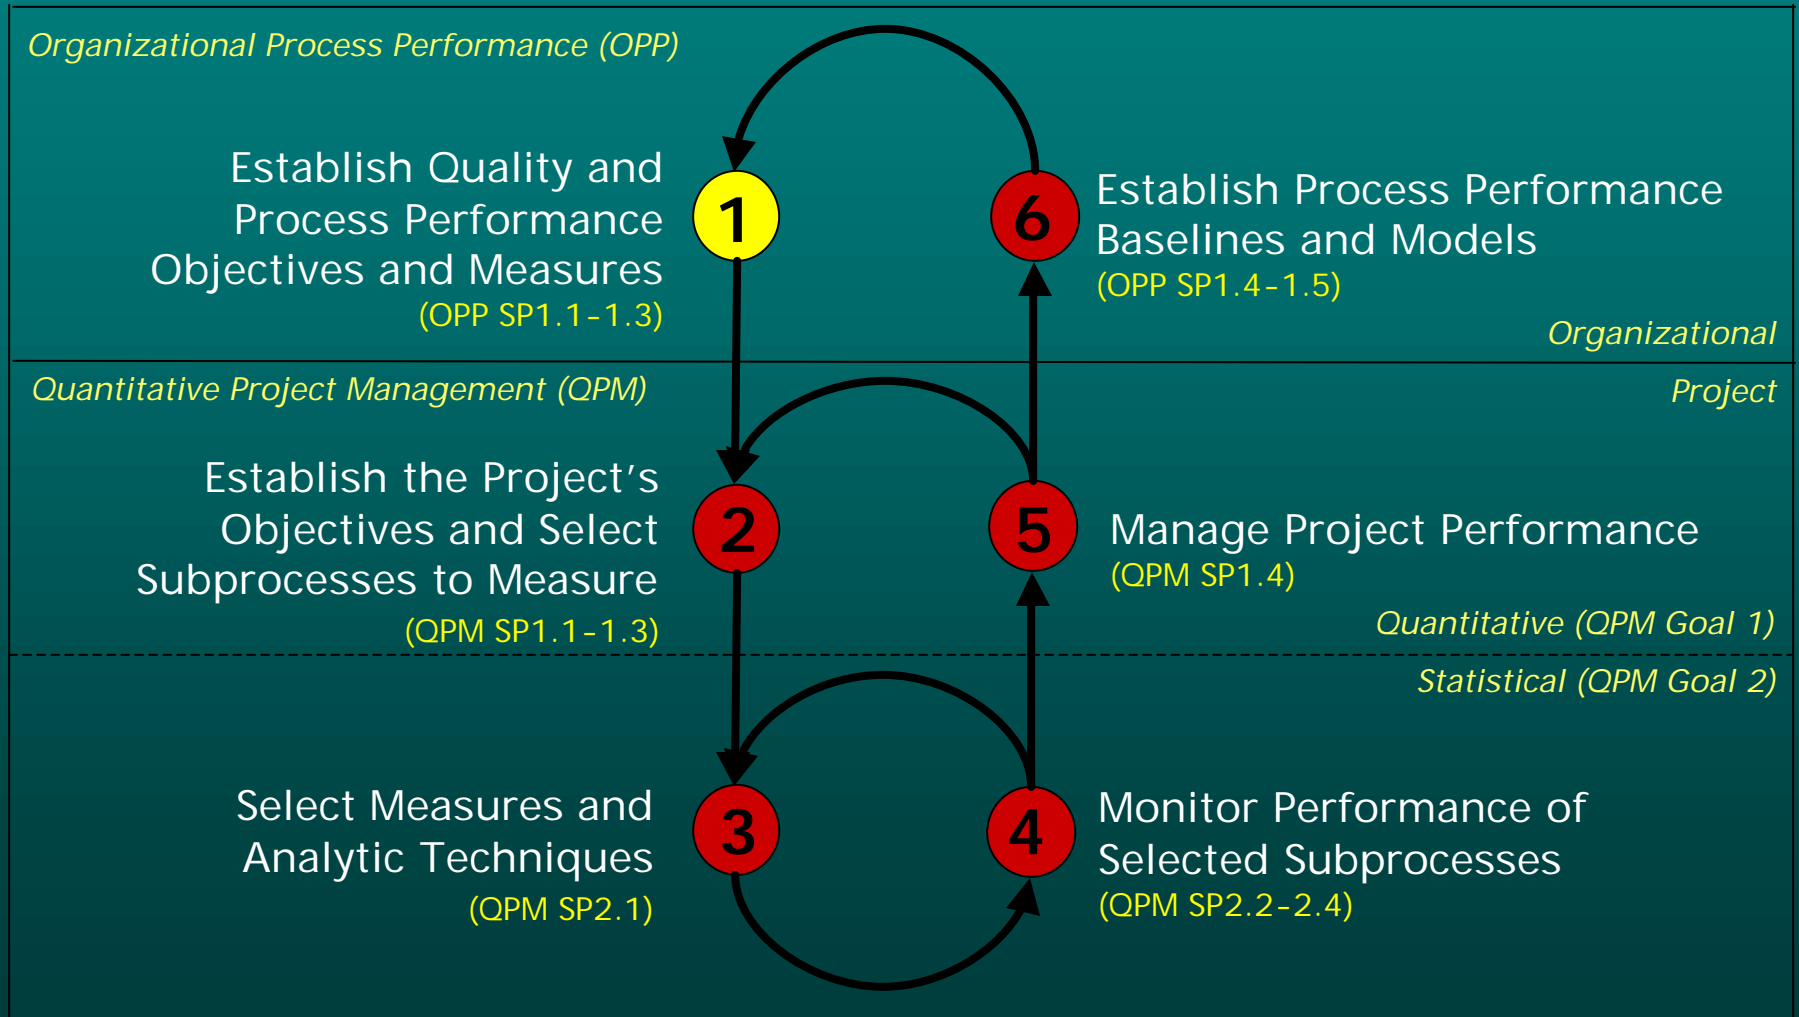 Organizational Process Performance (OPP)
Establish Quality and
Process Performance
Objectives and Measures
(OPP SP1.1-1.3)
1
6
Establish Process Performance
Baselines and Models
(OPP SP1.4-1.5)
Organizational
Quantitative Project Management (QPM)
Project
Establish the Project’s
Objectives and Select
Subprocesses to Measure
(QPM SP1.1-1.3)
2
5
Manage Project Performance
(QPM SP1.4)
Quantitative (QPM Goal 1)
Statistical (QPM Goal 2)
Select Measures and
Analytic Techniques
(QPM SP2.1)
3
4
Monitor Performance of
Selected Subprocesses
(QPM SP2.2-2.4)